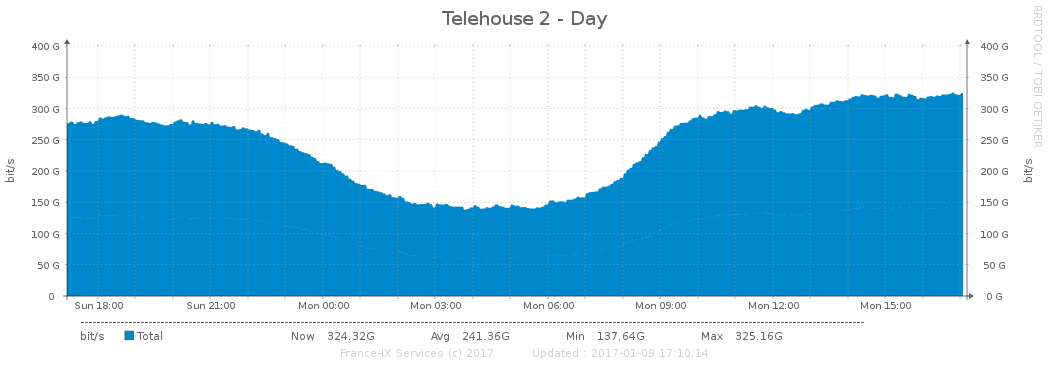 Telehouse 2 - Day
RRDTOOL / TOBI OETIKER
bit/s
bit/s
400 G 400 G
350 G 350 G
300 G 300 G
250 G 250 G
200 G 200 G
150 G 150 G
100 G 100 G
50 G 50 G
0 0 G
Sun 18:00 Sun 21:00 Mon 00:00 Mon 03:00 Mon 06:00 Mon 09:00 Mon 12:00 Mon 15:00
bit/s Total Now 324.32G Avg 241.36G Min 137.64G Max 325.16G
France-IX Services (c) 2017 Updated : 2017-01-09 17:10:14